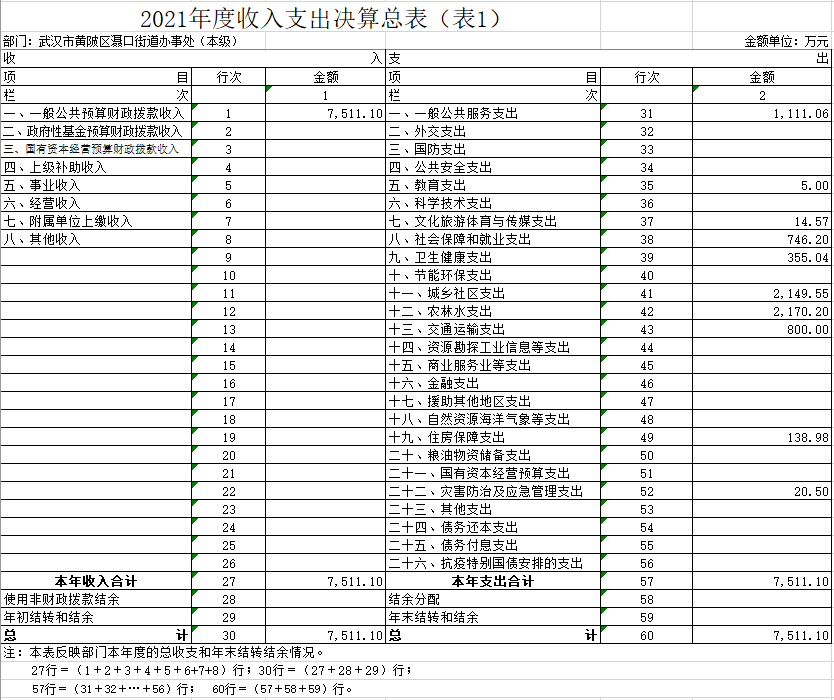 2021年度收入支出决算总表（表1）
部门：武汉市黄陂区滠口街道办事处（本级） 金额单位：万元
收 入 支 出
项 目 行次 金额 项 目 行次 金额
栏 次 1 栏 次 2
一、一般公共预算财政拨款收入 1 7,511.10 一、一般公共服务支出 31 1,111.06
二、政府性基金预算财政拨款收入 2 二、外交支出 32
三、国有资本经营预算财政拨款收入 3 三、国防支出 33
四、上级补助收入 4 四、公共安全支出 34
五、事业收入 5 五、教育支出 35 5.00
六、经营收入 6 六、科学技术支出 36
七、附属单位上缴收入 7 七、文化旅游体育与传媒支出 37 14.57
八、其他收入 8 八、社会保障和就业支出 38 746.20
9 九、卫生健康支出 39 355.04
10 十、节能环保支出 40
11 十一、城乡社区支出 41 2,149.55
12 十二、农林水支出 42 2,170.20
13 十三、交通运输支出 43 800.00
14 十四、资源勘探工业信息等支出 44
15 十五、商业服务业等支出 45
16 十六、金融支出 46
17 十七、援助其他地区支出 47
18 十八、自然资源海洋气象等支出 48
19 十九、住房保障支出 49 138.98
20 二十、粮油物资储备支出 50
21 二十一、国有资本经营预算支出 51
22 二十二、灾害防治及应急管理支出 52 20.50
23 二十三、其他支出 53
24 二十四、债务还本支出 54
25 二十五、债务付息支出 55
26 二十六、抗疫特别国债安排的支出 56
本年收入合计 27 7,511.10 本年支出合计 57 7,511.10
使用非财政拨款结余 28 结余分配 58
年初结转和结余 29 年末结转和结余 59
总 计 30 7,511.10 总 计 60 7,511.10
注：本表反映部门本年度的总收支和年末结转结余情况。
27行＝（1＋2＋3＋4＋5＋6+7+8）行；30行＝（27＋28＋29）行；
57行＝（31＋32＋…＋56）行； 60行＝（57＋58＋59）行。